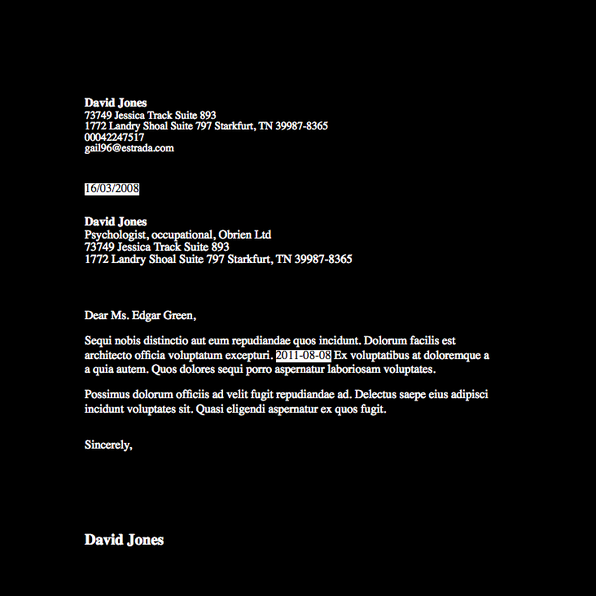 David Jones
73749 Jessica Track Suite 893
1772 Landry Shoal Suite 797 Starkfurt, TN 39987-8365
00042247517
gail96@estrada.com
16/03/2008
David Jones
Psychologist, occupational, Obrien Ltd
73749 Jessica Track Suite 893
1772 Landry Shoal Suite 797 Starkfurt, TN 39987-8365
Dear Ms. Edgar Green,
Sequi nobis distinctio aut eum repudiandae quos incidunt. Dolorum facilis est
architecto officia voluptatum excepturi. 2011-08-08 Ex voluptatibus at doloremque a
a quia autem. Quos dolores sequi porro aspernatur laboriosam voluptates.
Possimus dolorum officiis ad velit fugit repudiandae ad. Delectus saepe eius adipisci
incidunt voluptates sit. Quasi eligendi aspernatur ex quos fugit.
Sincerely,
David Jones